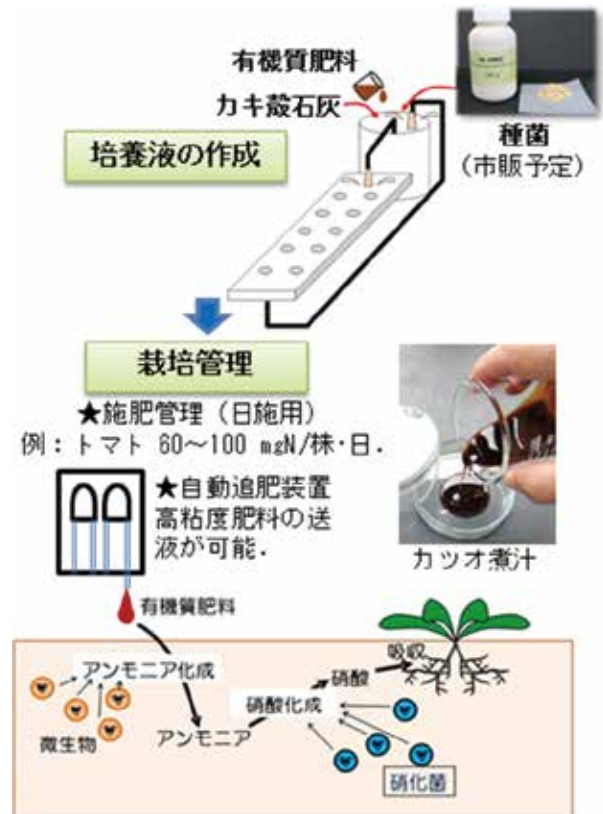 有機質肥料
カキ殻石灰
種菌
(市販予定)
培養液の作成
栽培管理
★施肥管理(日施用)
例:トマト 60~100 mgN/株・日.
★自動追肥装置
高粘度肥料の送
液が可能.
カツオ煮汁
有機質肥料
吸収
アンモニア化成
硝酸
硝酸化成
微生物
アンモニア
硝化菌